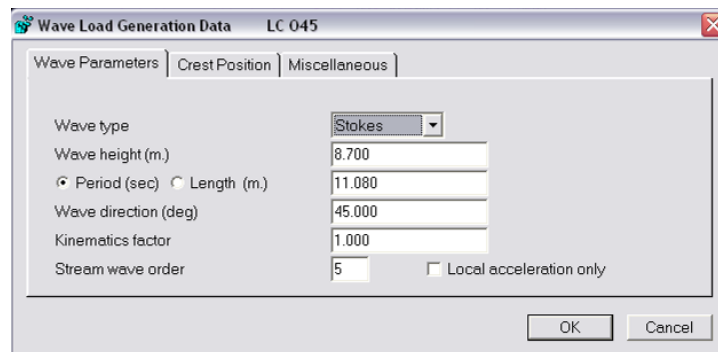 Wave Load Generation Data LC O45
Wave Parameters Crest Position Miscellaneous
Wave type Stokes
Wave height (m.) 8.700
Period (sec) Length (m.) 11.080
Wave direction (deg) 45.000
Kinematics factor 1.000
Stream wave order 5 Local acceleration only
OK Cancel